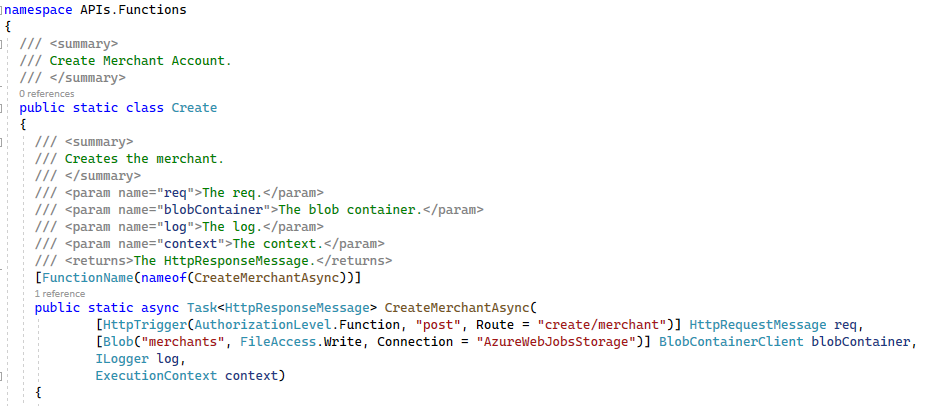 namespace APIs.Functions
{
/// <summary>
/// Create Merchant Account.
/// </summary>
0 references
public static class Create
{
/// <summary>
/// Creates the merchant.
/// </summary>
/// <param name="req">The req.</param>
/// <param name="blobContainer">The blob container.</param>
/// <param name="log">The log.</param>
/// <param name="context">The context.</param>
/// <returns>The HttpResponseMessage.</returns>
[FunctionName(nameof(CreateMerchantAsync))]
1 reference
public static async Task<HttpResponseMessage> CreateMerchantAsync(
[HttpTrigger(AuthorizationLevel.Function, "post", Route = "create/merchant")] HttpRequestMessage req,
[Blob("merchants", FileAccess.Write, Connection = "AzureWebJobsStorage")] BlobContainerClient blobContainer,
ILogger log,
ExecutionContext context)
{